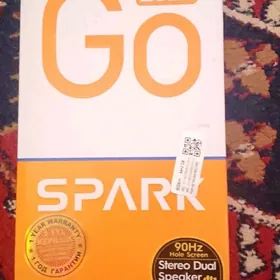 Go
SPARK
1 YEAR WARRANTY
1 ГОД ГАРАНТИИ
90Hz
Hole Screen
Stereo Dual
Speaker